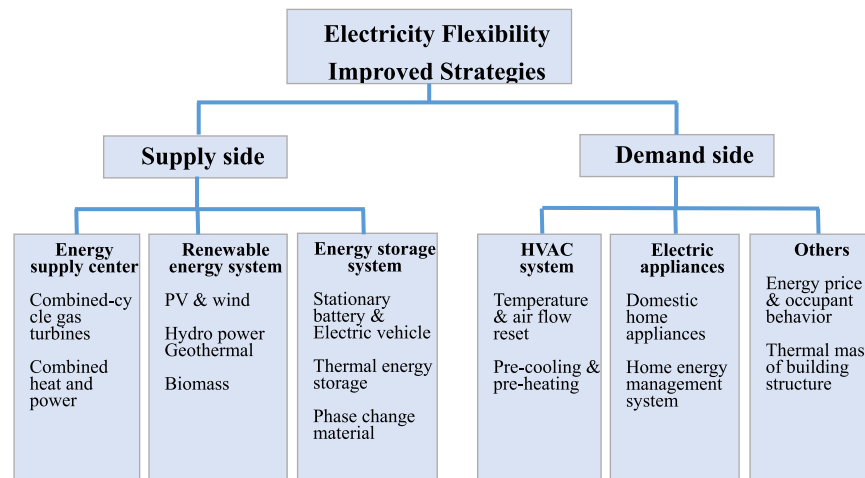 Electricity Flexibility
Improved Strategies
Supply side
Demand side
Energy
supply center
Combined-cy
cle gas
turbines
Combined
heat and
power
Renewable
energy system
PV & wind
Hydro power
Geothermal
Biomass
Energy storage
system
Stationary
battery &
Electric vehicle
Thermal energy
storage
Phase change
material
HVAC
system
Temperature
& air flow
reset
Pre-cooling &
pre-heating
Electric
appliances
Domestic
home
appliances
Home energy
management
system
Others
Energy price
& occupant
behavior
Thermal mas
of building
structure